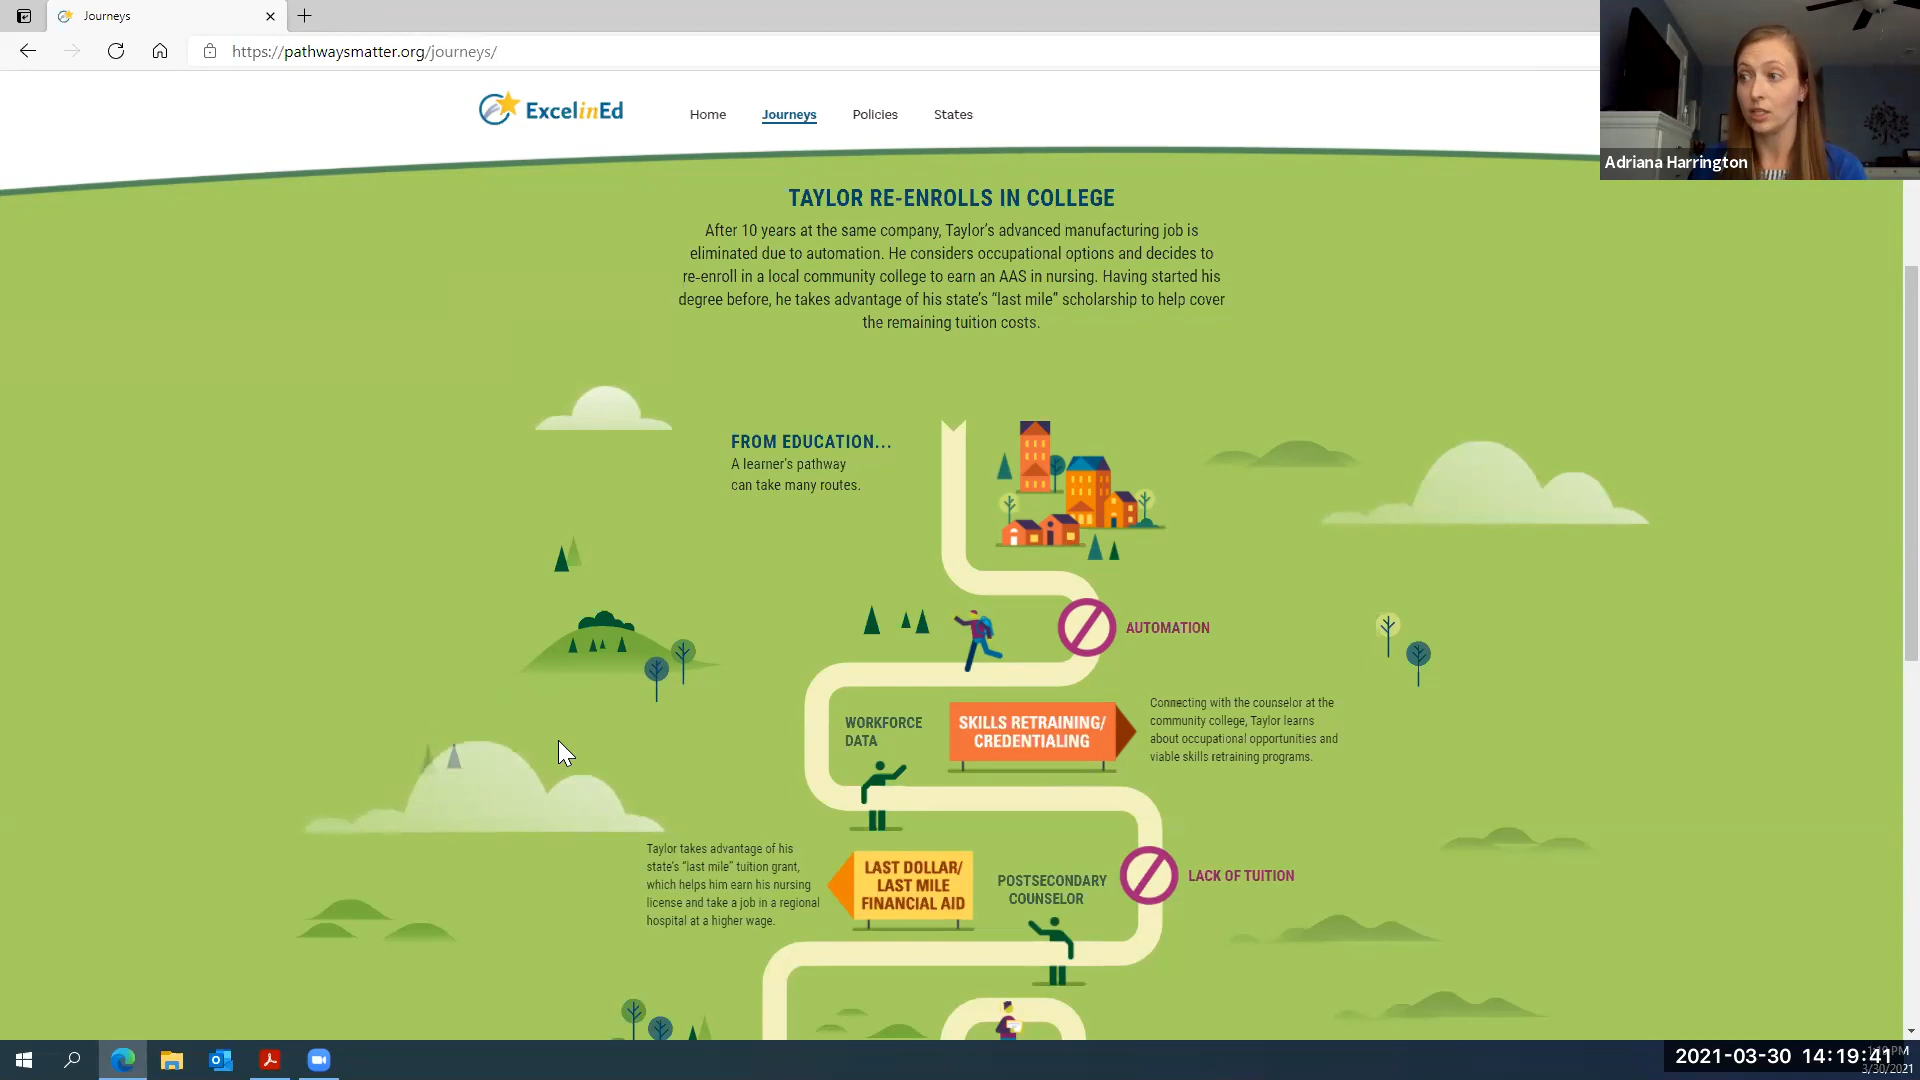 Journeys
https://pathwaysmatter.org/journeys/
ExcelinEd
Home
Journeys
Policies
States
Adriana Harrington
TAYLOR RE-ENROLLS IN COLLEGE
After 10 years at the same company, Taylor's advanced manufacturing job is
eliminated due to automation. He considers occupational options and decides to
re-enroll in a local community college to earn an AAS in nursing. Having started his
degree before, he takes advantage of his state's "last mile" scholarship to help cover
the remaining tuition costs.
FROM EDUCATION...
A learner's pathway
can take many routes.
AUTOMATION
WORKFORCE
DATA
SKILLS RETRAINING/
CREDENTIALING
Connecting with the counselor at the
community college, Taylor learns
about occupational opportunities and
viable skills retraining programs.
Taylor takes advantage of his
state's "last mile" tuition grant,
which helps him earn his nursing
license and take a job in a regional
hospital at a higher wage.
LAST DOLLAR/
LAST MILE
FINANCIAL AID
POSTSECONDARY
COUNSELOR
LACK OF TUITION
2021-03-30 14:19:41
3/30/2021